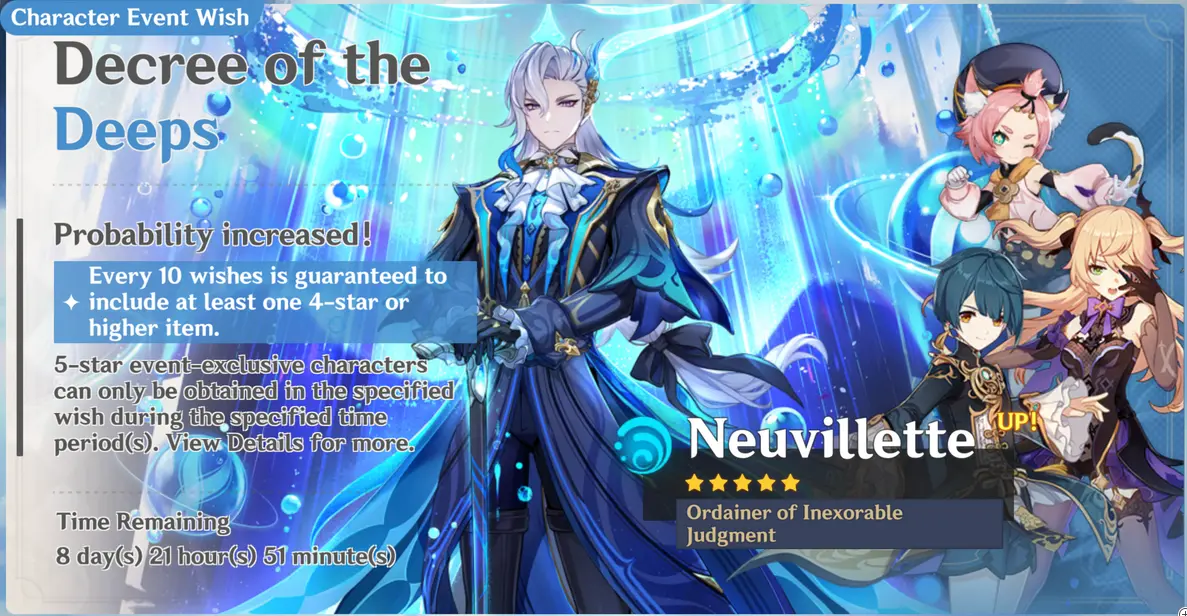 Character Event Wish
Decree of the
Deeps
Probability increased!
Every 10 wishes is guaranteed to
include at least one 4-star or
higher item.
5-star event-exclusive characters
can only be obtained in the specified
wish during the specified time
period(s). View Details for more.
Time Remaining
8 day(s) 21 hour(s) 51 minute(s)
UP!
Neuvillette
Ordainer of Inexorable
Judgment